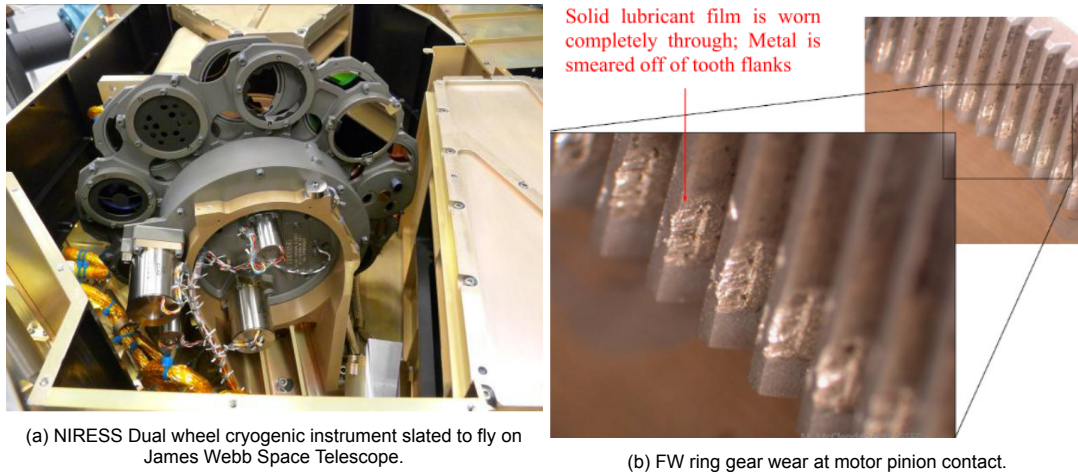 Solid lubricant film is worn
completely through; Metal is
smeared off of tooth flanks
(a) NIRESS Dual wheel cryogenic instrument slated to fly on
James Webb Space Telescope.
(b) FW ring gear wear at motor pinion contact.